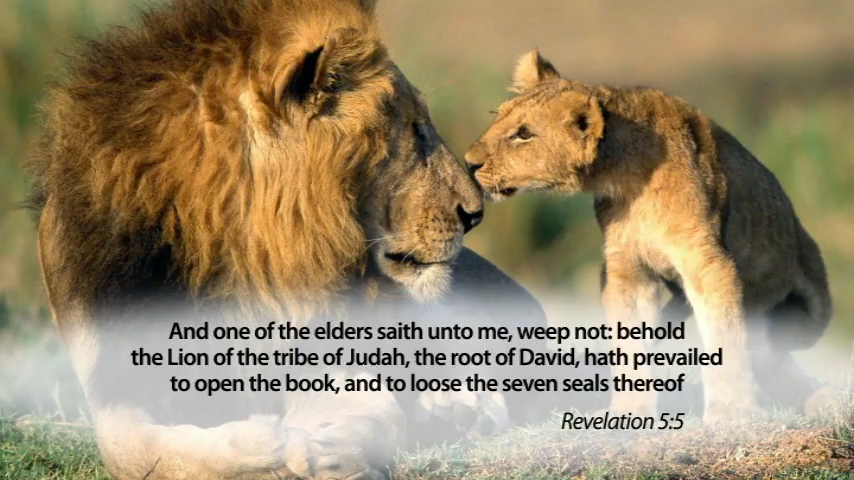 And one of the elders saith unto me, weep not: behold
the Lion of the tribe of Judah, the root of David, hath prevailed
to open the book, and to loose the seven seals thereof
Revelation 5:5